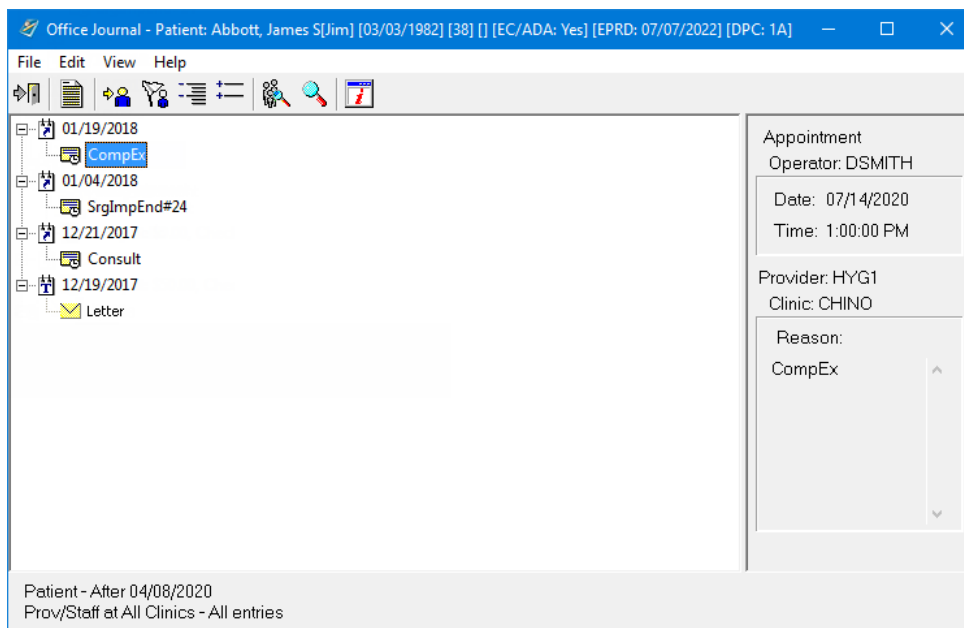 Office Journal - Patient: Abbott, James S[Jim] [03/03/1982] [38] [] [EC/ADA: Yes] [EPRD: 07/07/2022] [DPC: 1A]
File Edit View Help
01/19/2018
CompEx
01/04/2018
SrgImpEnd#24
12/21/2017
Consult
12/19/2017
Letter
Appointment
Operator: DSMITH
Date: 07/14/2020
Time: 1:00:00 PM
Provider: HYG1
Clinic: CHINO
Reason:
CompEx
Patient - After 04/08/2020
Prov/Staff at All Clinics - All entries